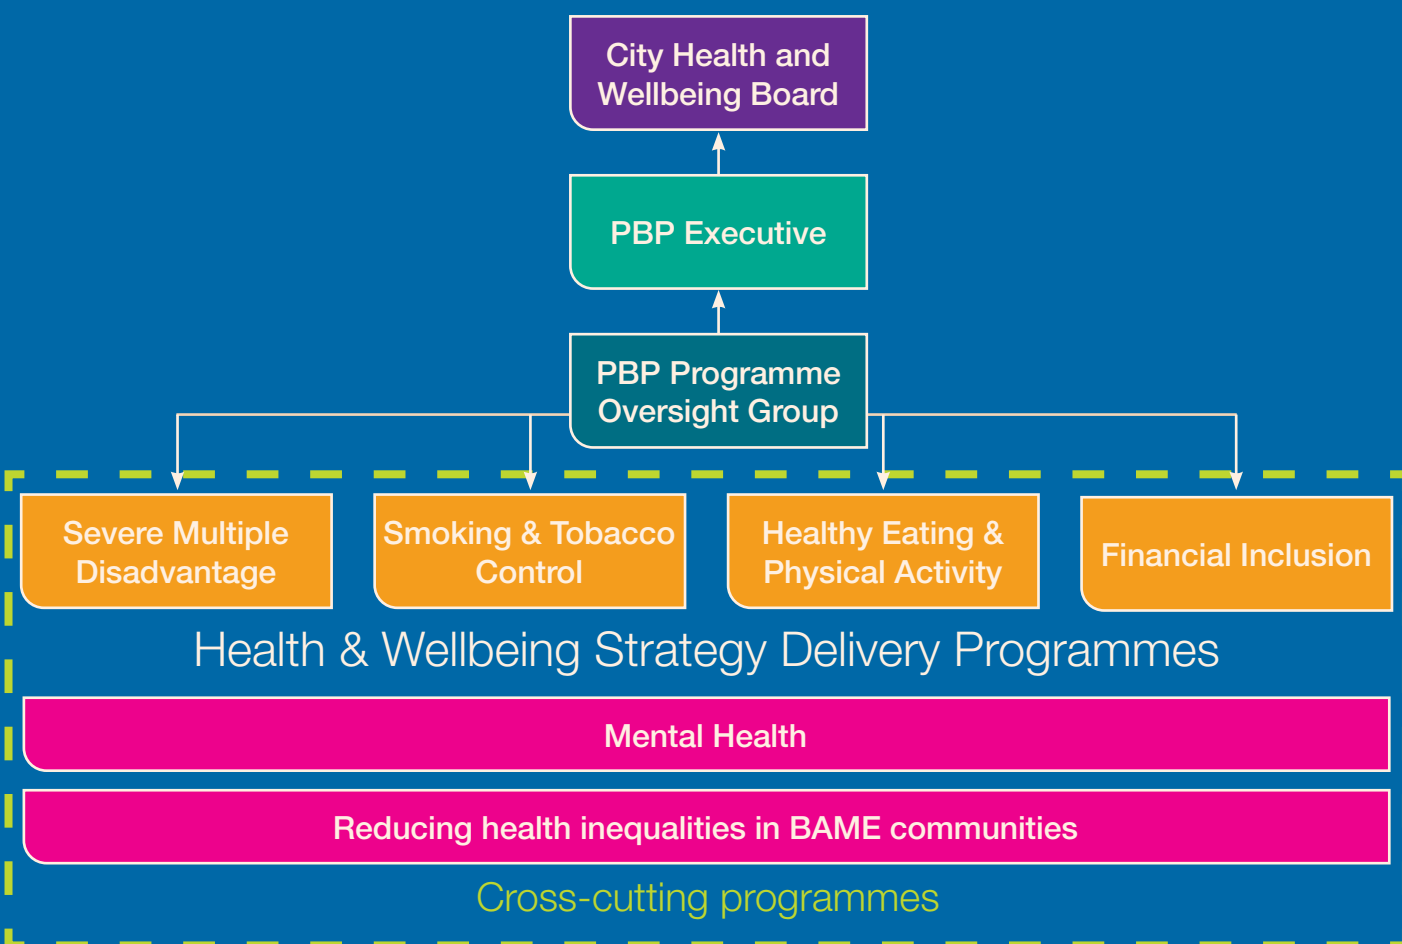 City Health and
Wellbeing Board
PBP Executive
PBP Programme
Oversight Group
Severe Multiple
Disadvantage
Smoking & Tobacco
Control
Healthy Eating &
Physical Activity
Financial Inclusion
Health & Wellbeing Strategy Delivery Programmes
Mental Health
Reducing health inequalities in BAME communities
Cross-cutting programmes